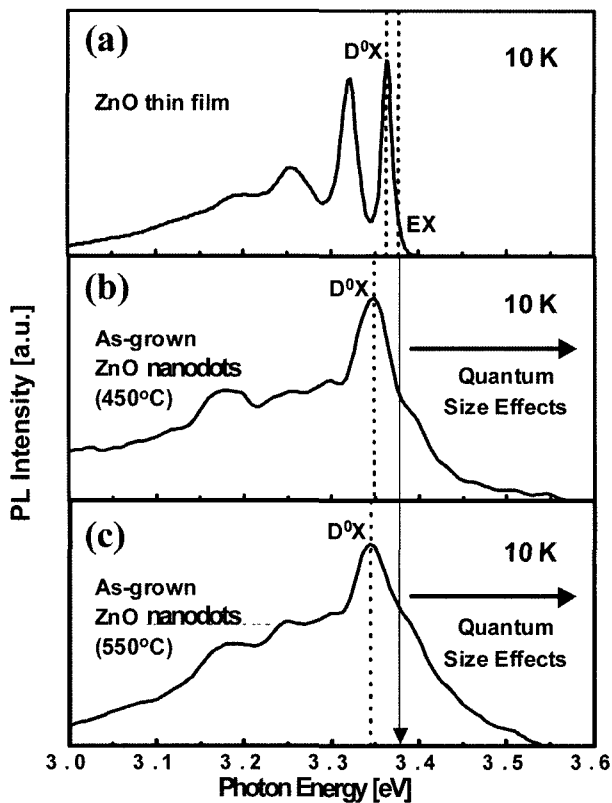 (a)
D⁰X
10 K
ZnO thin film
EX
(b)
D⁰X
10 K
As-grown
ZnO nanodots
(450ºC)
Quantum
Size Effects
(c)
D⁰X
10 K
As-grown
ZnO nanodots
(550ºC)
Quantum
Size Effects
PL Intensity [a.u.]
3.0 3.1 3.2 3.3 3.4 3.5 3.6
Photon Energy [eV]